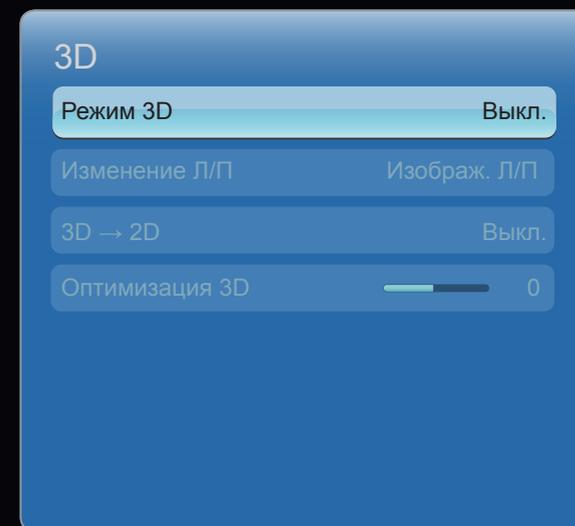 3D
Режим 3D Выкл.
Изменение Л/П Изображ. Л/П
3D → 2D Выкл.
Оптимизация 3D 0